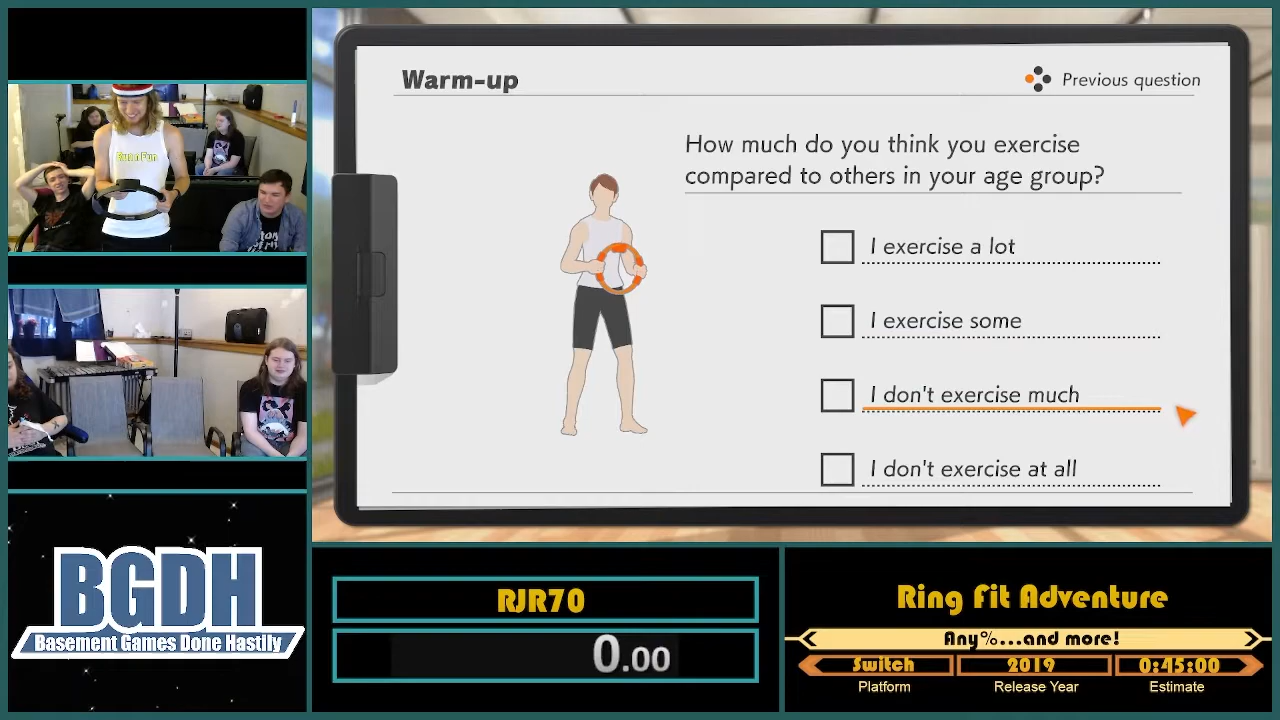 Warm-up
Previous question
How much do you think you exercise
compared to others in your age group?
I exercise a lot
I exercise some
I don't exercise much
I don't exercise at all
BGDH
Basement Games Done Hastily
RJR70
0.00
Ring Fit Adventure
Any%...and more!
Switch
2019
0:45:00
Platform
Release Year
Estimate